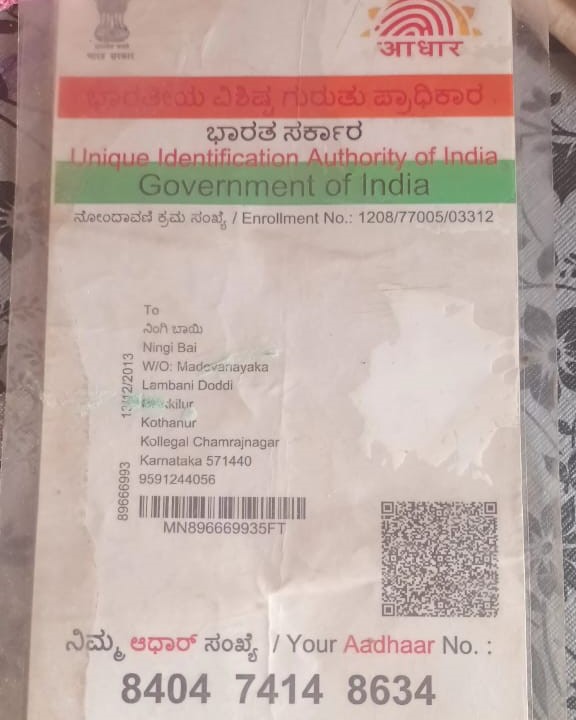 भारत सरकार
आधार
ಭಾರತೀಯ ವಿಶಿಷ್ಟ ಗುರುತು ಪ್ರಾಧಿಕಾರ
ಭಾರತ ಸರ್ಕಾರ
Unique Identification Authority of India
Government of India
ನೋಂದಾವಣಿ ಕ್ರಮ ಸಂಖ್ಯೆ / Enrollment No.: 1208/77005/03312
To
ನಿಂಗಿ ಬಾಯಿ
Ningi Bai
W/O: Madevanayaka
Lambani Doddi
Kothanur
Kollegal Chamrajnagar
Karnataka 571440
9591244056
13/12/2013
89666993
MN896669935FT
ನಿಮ್ಮ ಆಧಾರ್ ಸಂಖ್ಯೆ / Your Aadhaar No. :
8404 7414 8634